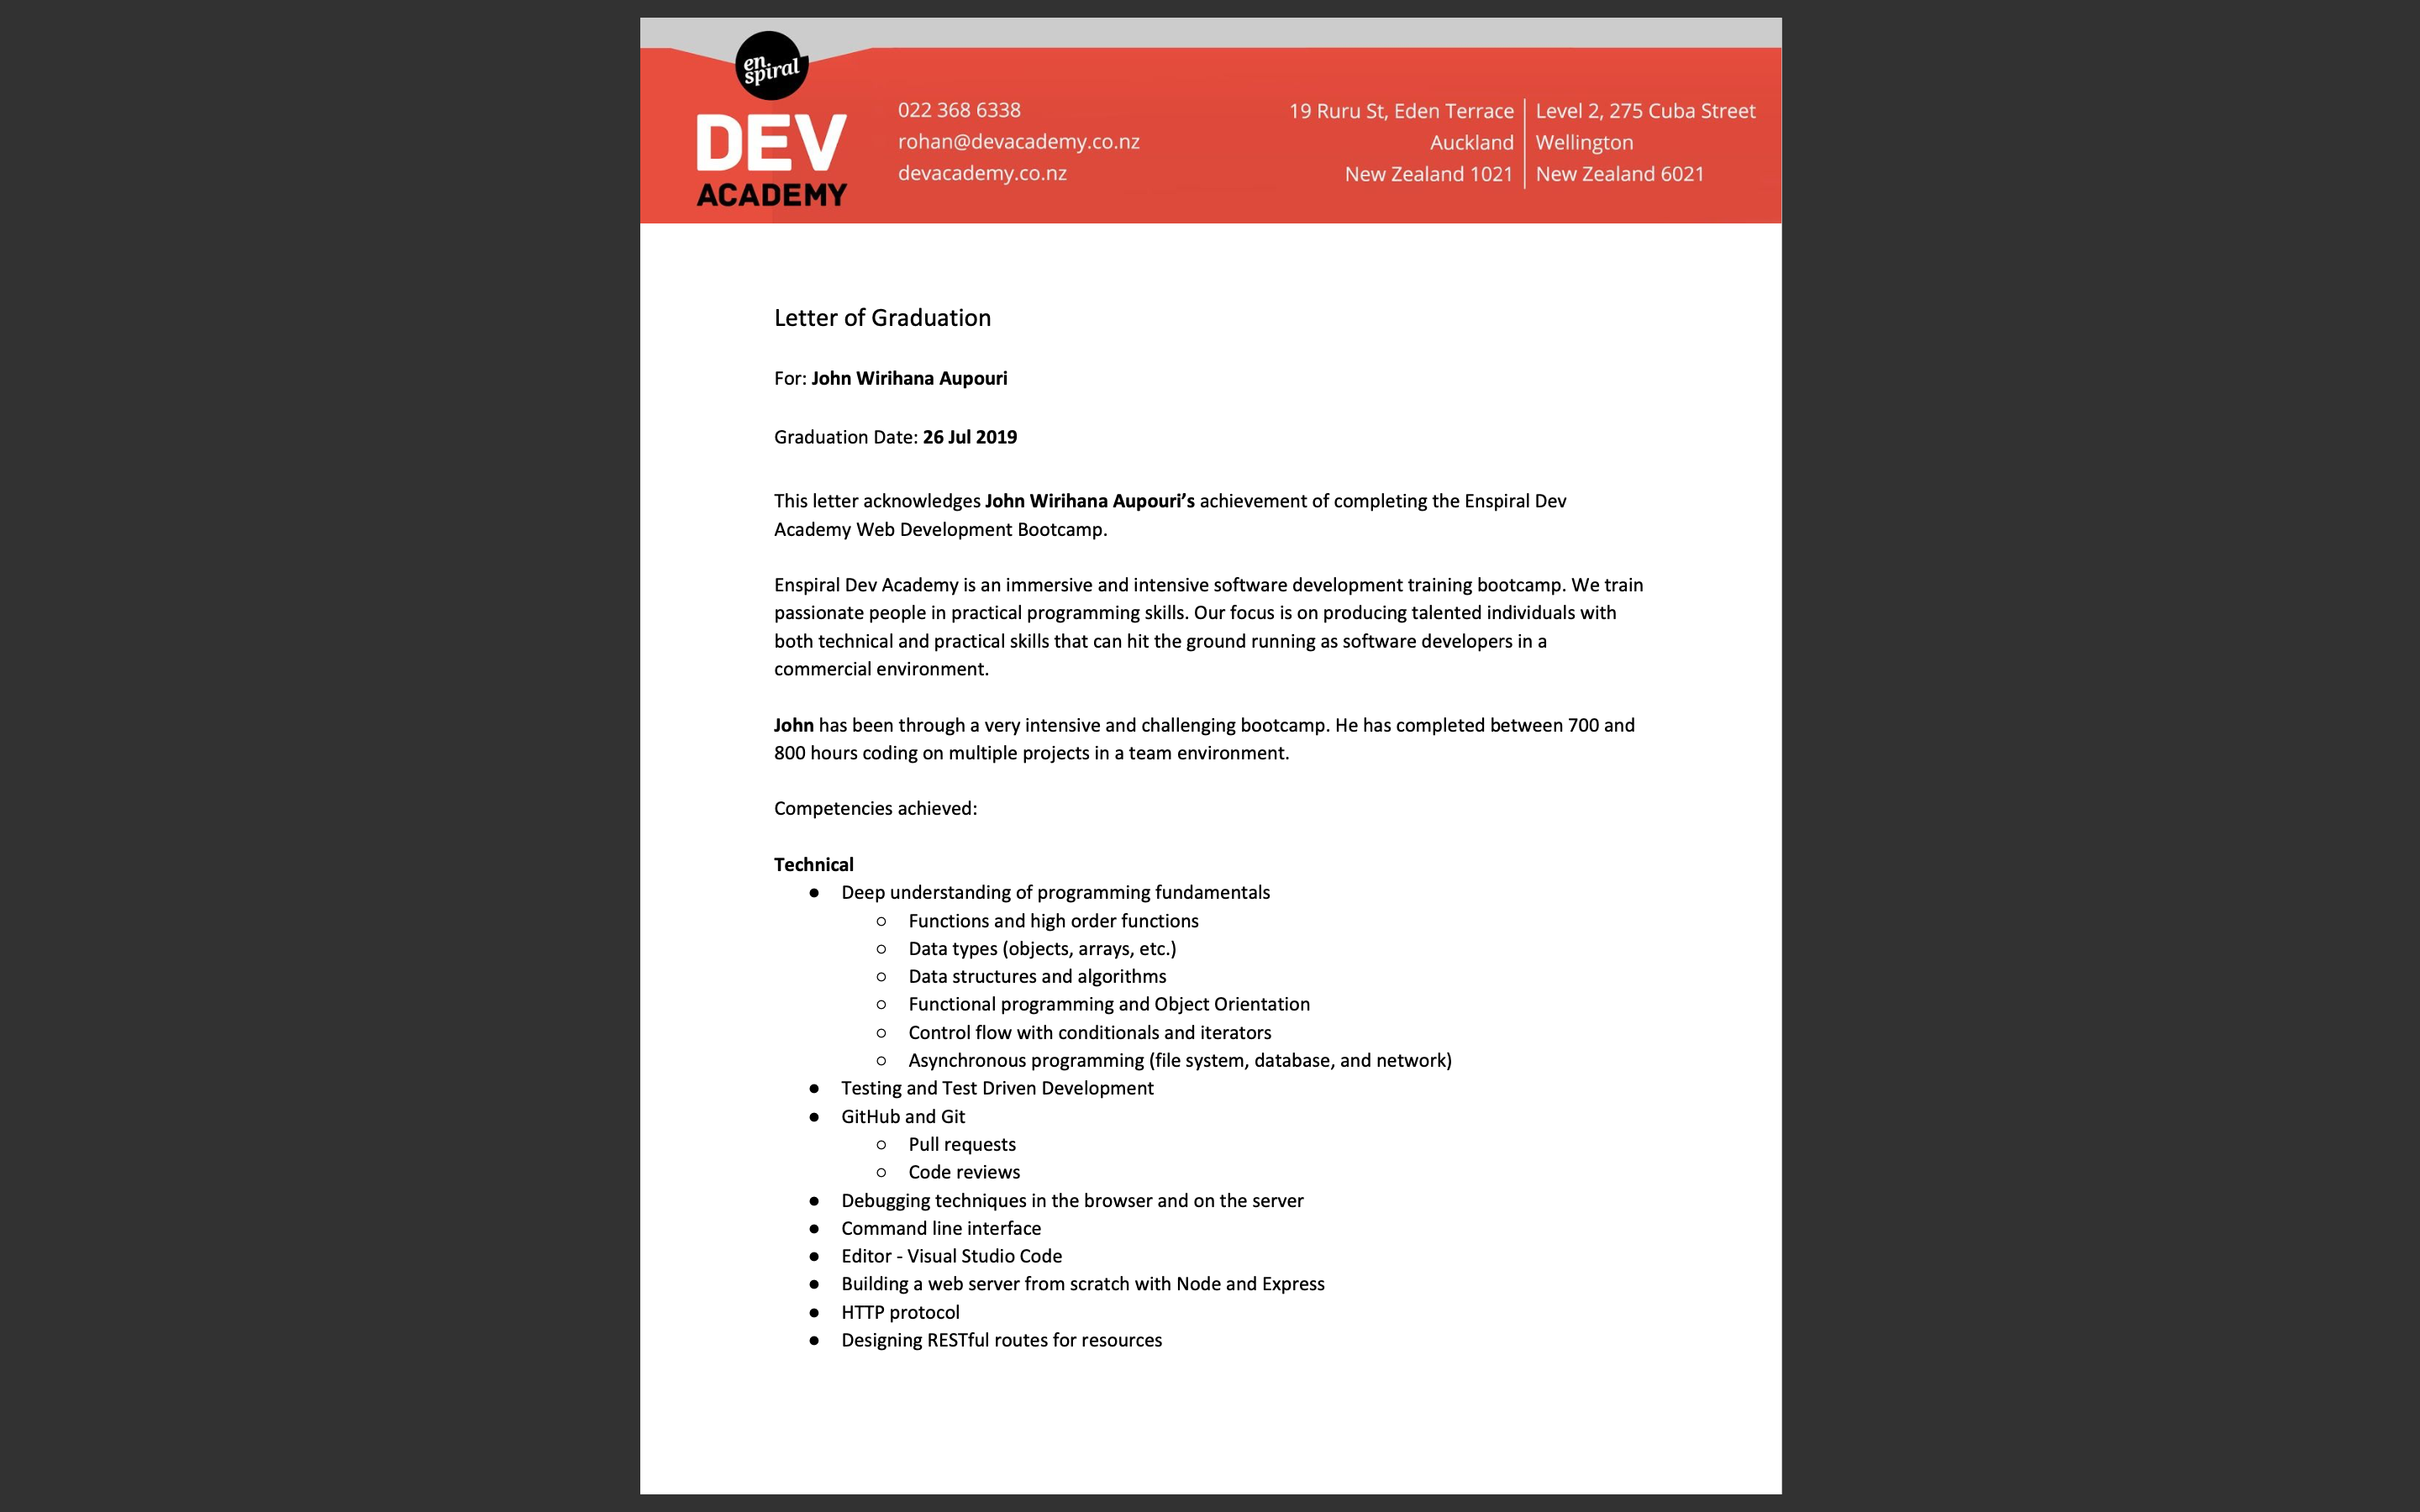 en
spiral
DEV
ACADEMY
022 368 6338
rohan@devacademy.co.nz
devacademy.co.nz
19 Ruru St, Eden Terrace
Auckland
New Zealand 1021
Level 2, 275 Cuba Street
Wellington
New Zealand 6021
Letter of Graduation
For: John Wirihana Aupouri
Graduation Date: 26 Jul 2019
This letter acknowledges John Wirihana Aupouri’s achievement of completing the Enspiral Dev
Academy Web Development Bootcamp.
Enspiral Dev Academy is an immersive and intensive software development training bootcamp. We train
passionate people in practical programming skills. Our focus is on producing talented individuals with
both technical and practical skills that can hit the ground running as software developers in a
commercial environment.
John has been through a very intensive and challenging bootcamp. He has completed between 700 and
800 hours coding on multiple projects in a team environment.
Competencies achieved:
Technical
● Deep understanding of programming fundamentals
○ Functions and high order functions
○ Data types (objects, arrays, etc.)
○ Data structures and algorithms
○ Functional programming and Object Orientation
○ Control flow with conditionals and iterators
○ Asynchronous programming (file system, database, and network)
● Testing and Test Driven Development
● GitHub and Git
○ Pull requests
○ Code reviews
● Debugging techniques in the browser and on the server
● Command line interface
● Editor - Visual Studio Code
● Building a web server from scratch with Node and Express
● HTTP protocol
● Designing RESTful routes for resources